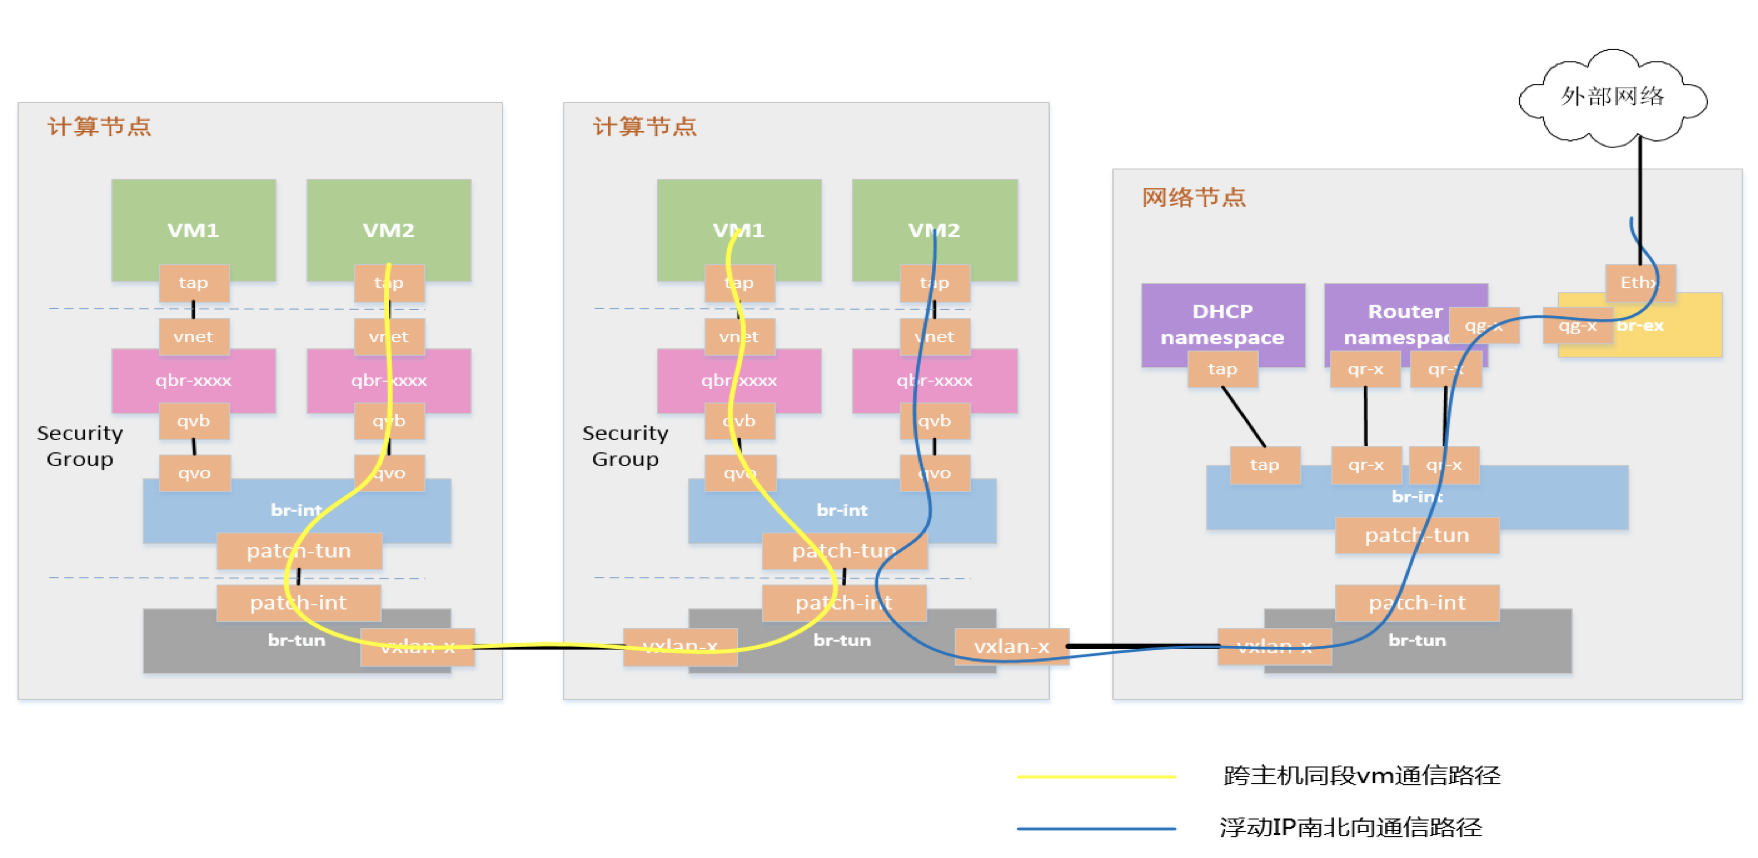 外部网络
计算节点
VM1
VM2
tap
tap
vnet
vnet
qbr-xxxx
qbr-xxxx
qvb
qvb
Security
Group
qvo
qvo
br-int
patch-tun
patch-int
br-tun
vxlan-x
计算节点
VM1
VM2
tap
tap
vnet
vnet
qbr-xxxx
qbr-xxxx
qvb
qvb
Security
Group
qvo
qvo
br-int
patch-tun
patch-int
br-tun
vxlan-x
vxlan-x
网络节点
Ethx
DHCP
namespace
Router
namespac
qg-x
qg-x
br-ex
tap
qr-x
qr-x
tap
qr-x
qr-x
br-int
patch-tun
patch-int
br-tun
vxlan-x
跨主机同段vm通信路径
浮动IP南北向通信路径